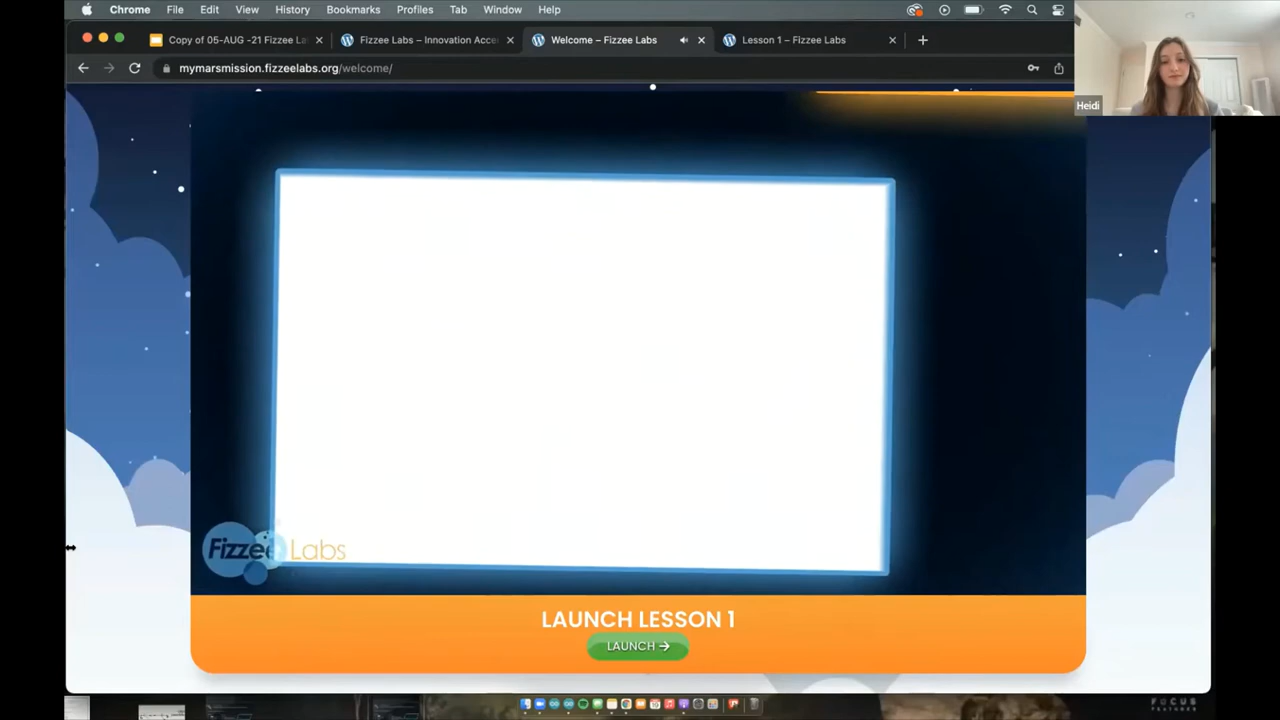 Chrome File Edit View History Bookmarks Profiles Tab Window Help
Copy of 05-AUG -21 Fizzee La
Fizzee Labs – Innovation Acce
Welcome – Fizzee Labs
Lesson 1 – Fizzee Labs
mymarsmission.fizzeelabs.org/welcome/
Heidi
Fizzee Labs
LAUNCH LESSON 1
LAUNCH →
FOCUS
FEATURES